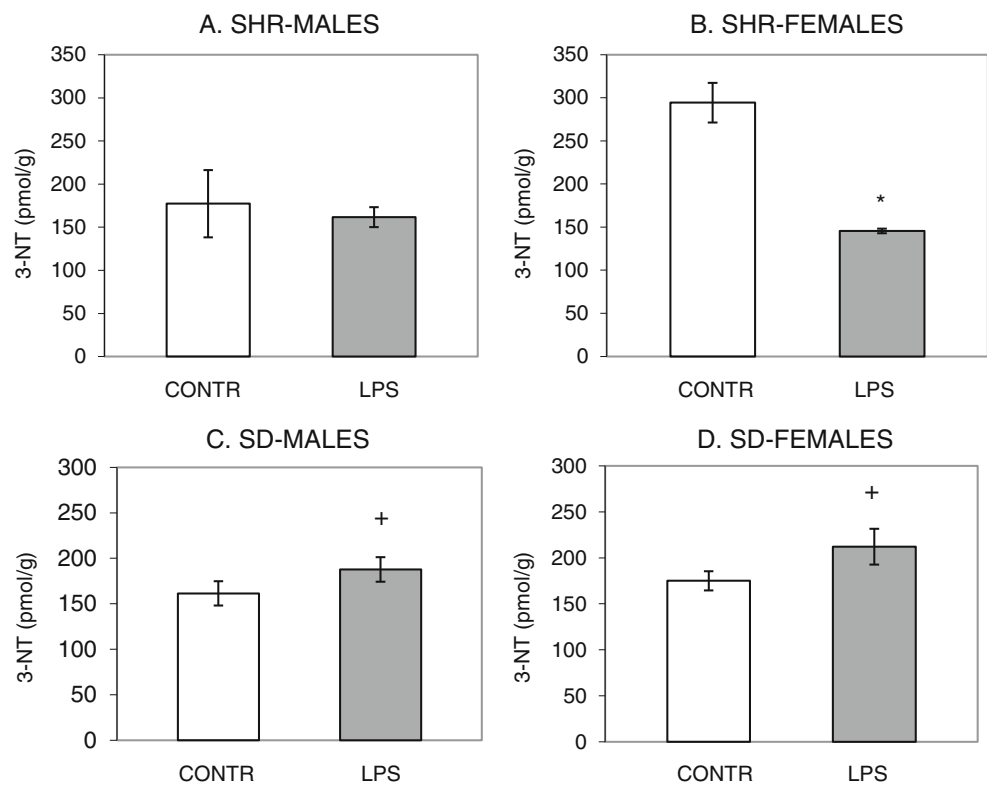 A. SHR-MALES
350
300
250
200
150
100
50
0
3-NT (pmol/g)
CONTR LPS
B. SHR-FEMALES
350
300
250
200
150
100
50
0
3-NT (pmol/g)
*
CONTR LPS
C. SD-MALES
300
250
200
150
100
50
0
3-NT (pmol/g)
+
CONTR LPS
D. SD-FEMALES
300
250
200
150
100
50
0
3-NT (pmol/g)
+
CONTR LPS